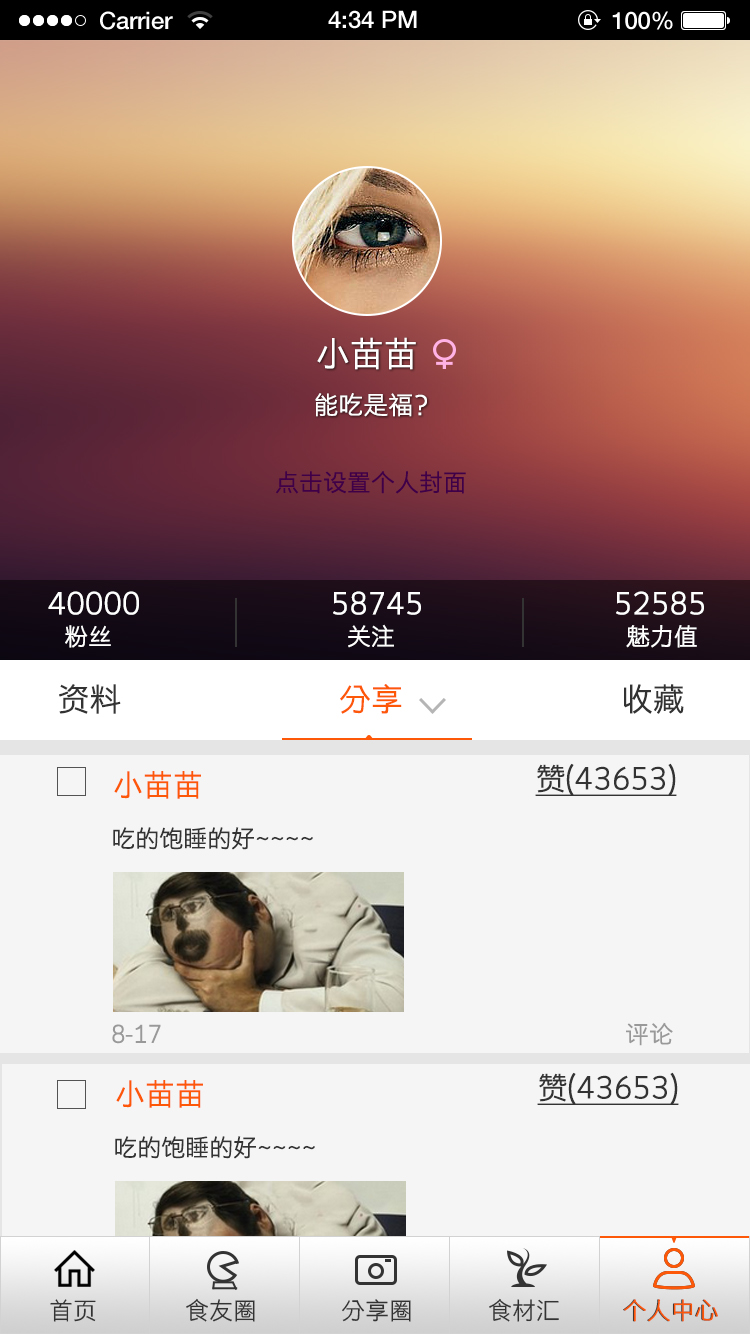 Carrier 4:34 PM 100%
小苗苗
能吃是福?
点击设置个人封面
40000 58745 52585
粉丝 关注 魅力值
资料 分享 收藏
小苗苗 赞(43653)
吃的饱睡的好~~~~
8-17 评论
小苗苗 赞(43653)
吃的饱睡的好~~~~
首页 食友圈 分享圈 食材汇 个人中心